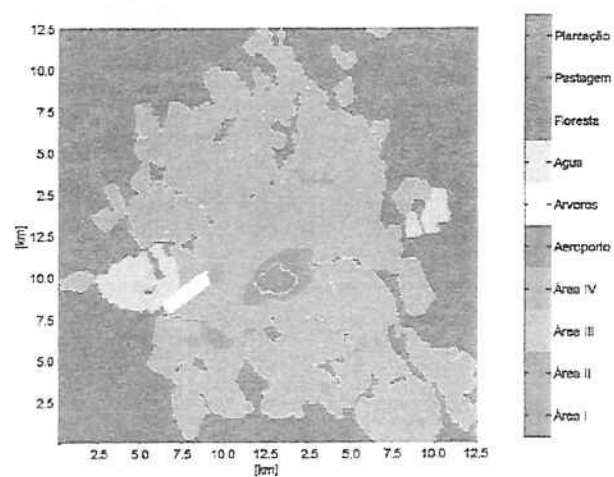 12.5
10.0
7.5
5.0
2.5
12.5
10.0
7.5
5.0
2.5
[km]
2.5 5.0 7.5 10.0 12.5 2.5 5.0 7.5 10.0 12.5
[km]
Plantação
Pastagem
Floresta
Agua
Arvores
Aeroporto
Área IV
Área III
Área II
Área I